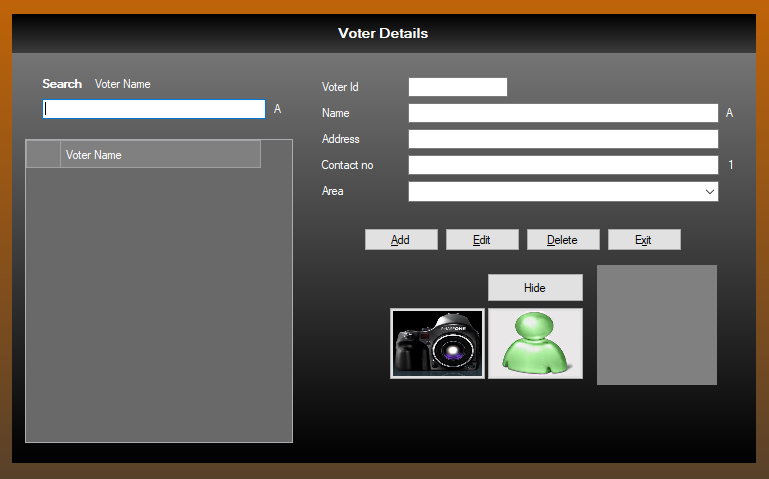 Voter Details
Search Voter Name
A
Voter Name
Voter Id
Name A
Address
Contact no 1
Area
Add Edit Delete Exit
Hide